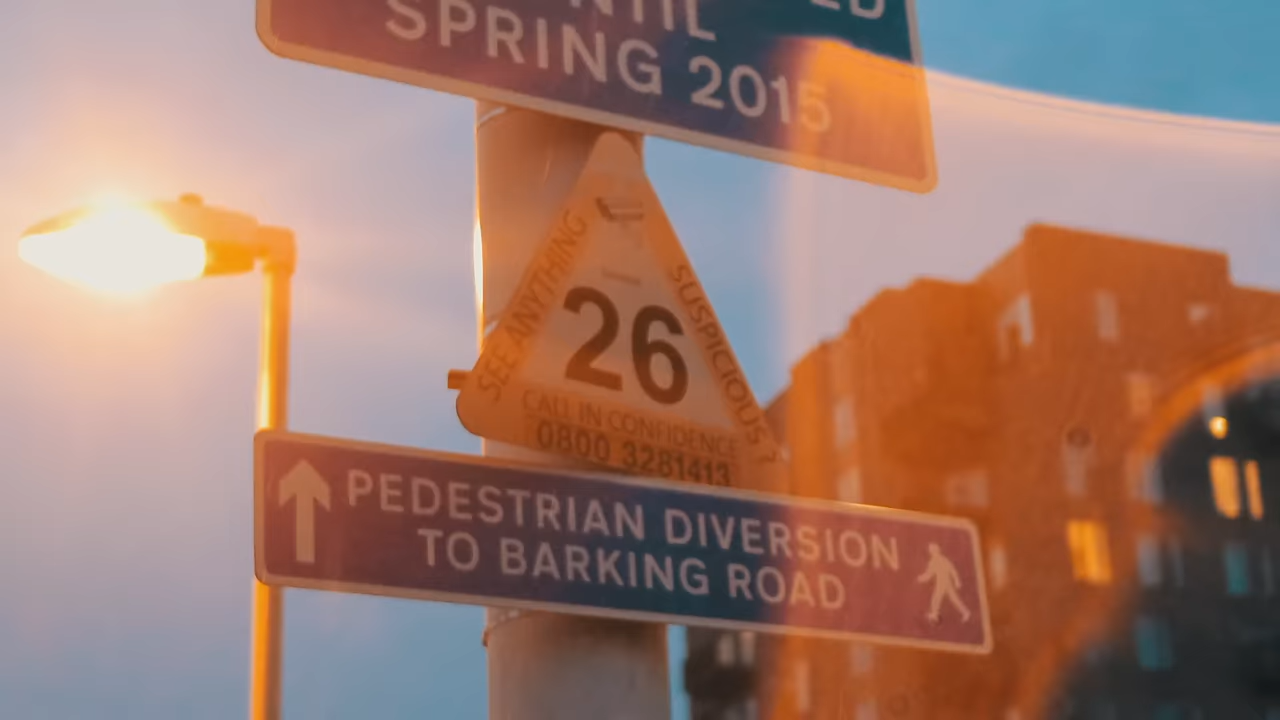 SPRING 2015
SEE ANYTHING
SUSPICIOUS?
26
CALL IN CONFIDENCE
0800 3281413
PEDESTRIAN DIVERSION
TO BARKING ROAD